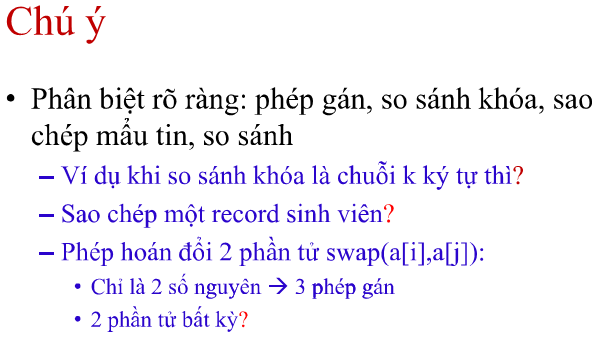 Chú ý
• Phân biệt rõ ràng: phép gán, so sánh khóa, sao
chép mẩu tin, so sánh
– Ví dụ khi so sánh khóa là chuỗi k ký tự thì?
– Sao chép một record sinh viên?
– Phép hoán đổi 2 phần tử swap(a[i],a[j]):
• Chỉ là 2 số nguyên → 3 phép gán
• 2 phần tử bất kỳ?